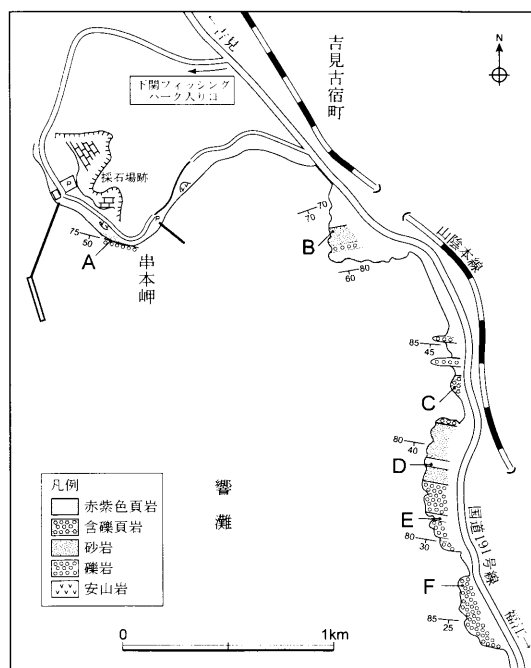 ←吉見
下関フィッシング
パーク入り口
吉見古宿町
N
採石場跡
P
P
75
50
A
串本岬
70
70
B
60
80
山陰本線
85
45
C
80
40
D
E
80
30
国道191号線
F
85
25
福江→
響灘
凡例
赤紫色頁岩
含礫頁岩
砂岩
礫岩
安山岩
0
1km